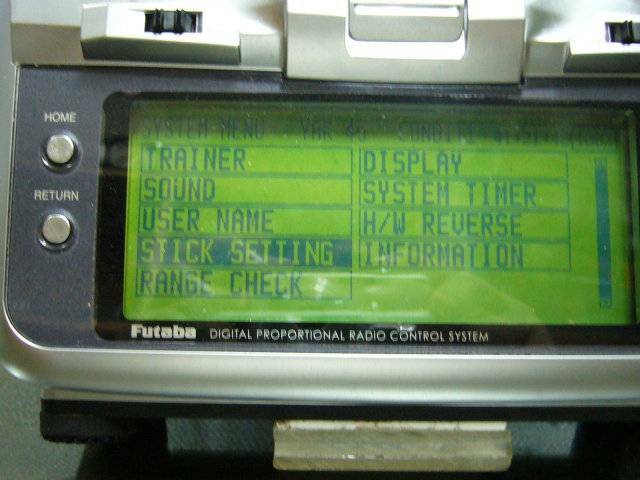 HOME
RETURN
SYSTEM MENU
TRAINER
DISPLAY
SOUND
SYSTEM TIMER
USER NAME
H/W REVERSE
STICK SETTING
INFORMATION
RANGE CHECK
Futaba DIGITAL PROPORTIONAL RADIO CONTROL SYSTEM